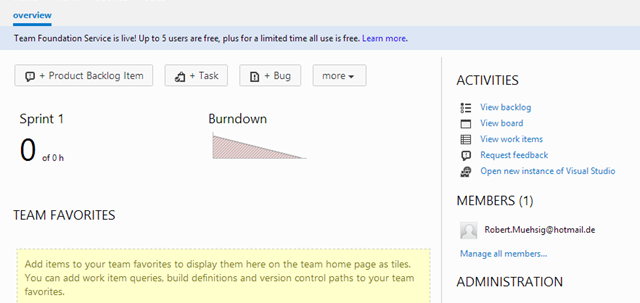 overview
Team Foundation Service is live! Up to 5 users are free, plus for a limited time all use is free. Learn more.
+ Product Backlog Item
+ Task
+ Bug
more
Sprint 1
0 of 0 h
Burndown
TEAM FAVORITES
Add items to your team favorites to display them here on the team home page as tiles.
You can add work item queries, build definitions and version control paths to your team
favorites.
ACTIVITIES
View backlog
View board
View work items
Request feedback
Open new instance of Visual Studio
MEMBERS (1)
Robert.Muehsig@hotmail.de
Manage all members...
ADMINISTRATION